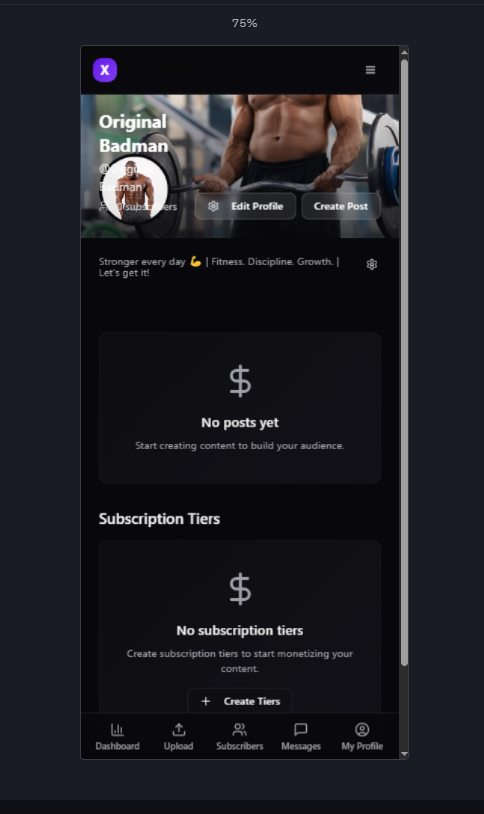 75%
X
Original
Badman
@Origi
Badman
0 subscribers
Edit Profile
Create Post
Stronger every day 💪 | Fitness. Discipline. Growth. |
Let's get it!
No posts yet
Start creating content to build your audience.
Subscription Tiers
No subscription tiers
Create subscription tiers to start monetizing your
content.
+ Create Tiers
Dashboard
Upload
Subscribers
Messages
My Profile